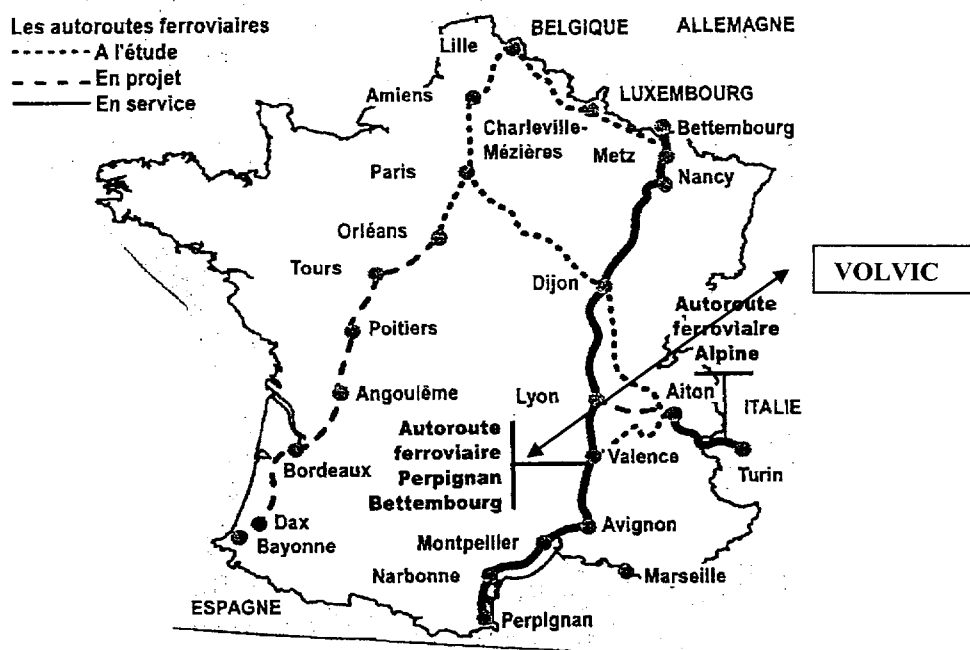 Les autoroutes ferroviaires
A l'étude
En projet
En service
BELGIQUE
ALLEMAGNE
Lille
LUXEMBOURG
Amiens
Charleville-
Mézières
Bettembourg
Metz
Paris
Nancy
Orléans
Tours
Dijon
VOLVIC
Autoroute
ferroviaire
Alpine
Poitiers
Angoulême
Lyon
Aiton
ITALIE
Autoroute
ferroviaire
Perpignan
Bettembourg
Bordeaux
Valence
Turin
Dax
Bayonne
Avignon
Montpellier
Narbonne
Marseille
ESPAGNE
Perpignan